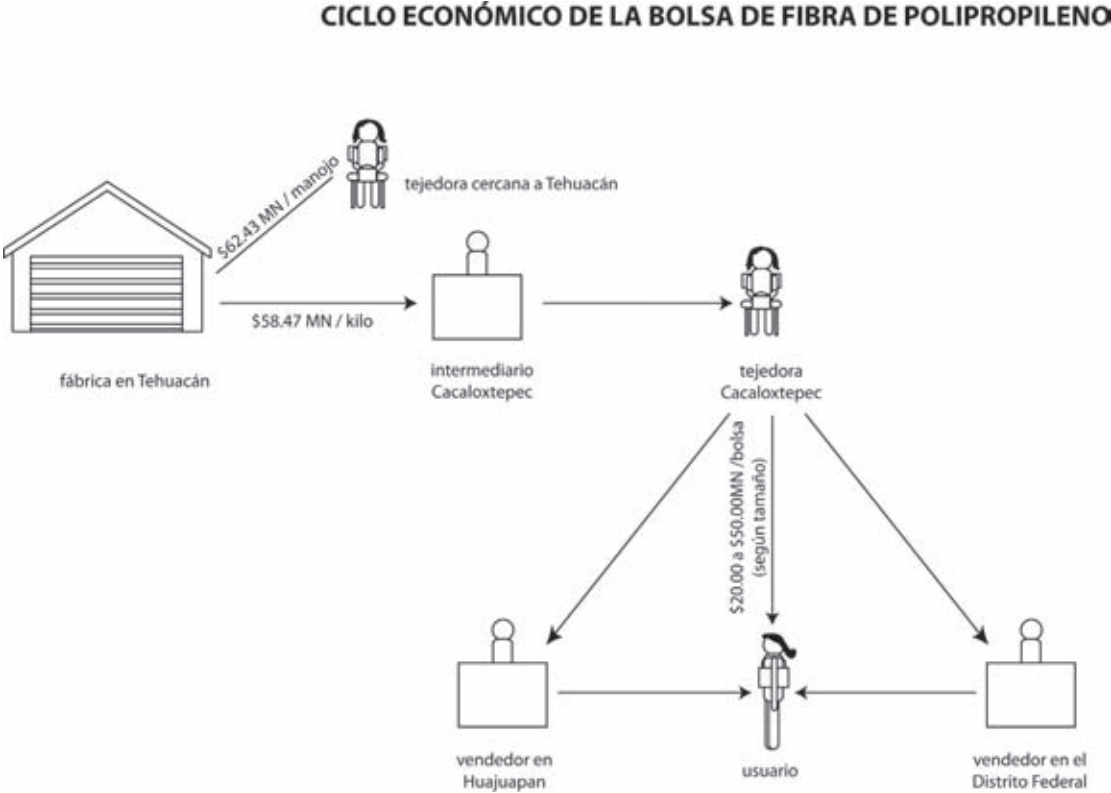 CICLO ECONÓMICO DE LA BOLSA DE FIBRA DE POLIPROPILENO
$62.43 MN / manojo
tejedora cercana a Tehuacán
$58.47 MN / kilo
fábrica en Tehuacán
intermediario
Cacaloxtepec
tejedora
Cacaloxtepec
$20.00 a $50.00MN /bolsa
(según tamaño)
vendedor en
Huajuapan
usuario
vendedor en el
Distrito Federal